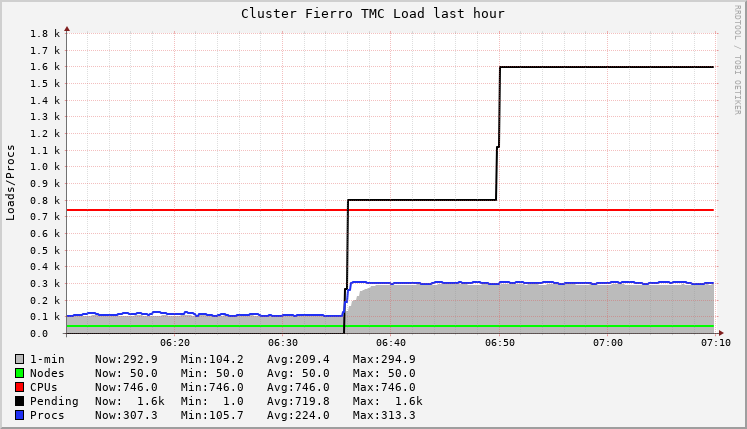 Cluster Fierro TMC Load last hour
RRDTOOL / TOBI OETIKER
Loads/Procs
1.8 k
1.7 k
1.6 k
1.5 k
1.4 k
1.3 k
1.2 k
1.1 k
1.0 k
0.9 k
0.8 k
0.7 k
0.6 k
0.5 k
0.4 k
0.3 k
0.2 k
0.1 k
0.0
06:20 06:30 06:40 06:50 07:00 07:10
1-min Now:292.9 Min:104.2 Avg:209.4 Max:294.9
Nodes Now: 50.0 Min: 50.0 Avg: 50.0 Max: 50.0
CPUs Now:746.0 Min:746.0 Avg:746.0 Max:746.0
Pending Now: 1.6k Min: 1.0 Avg:719.8 Max: 1.6k
Procs Now:307.3 Min:105.7 Avg:224.0 Max:313.3